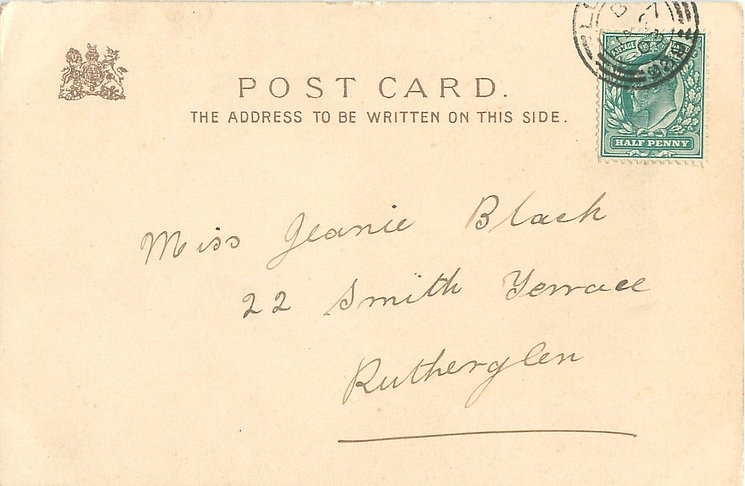 POST CARD.
THE ADDRESS TO BE WRITTEN ON THIS SIDE.
HALF PENNY
Miss Jeanie Black
22 Smith Terrace
Rutherglen